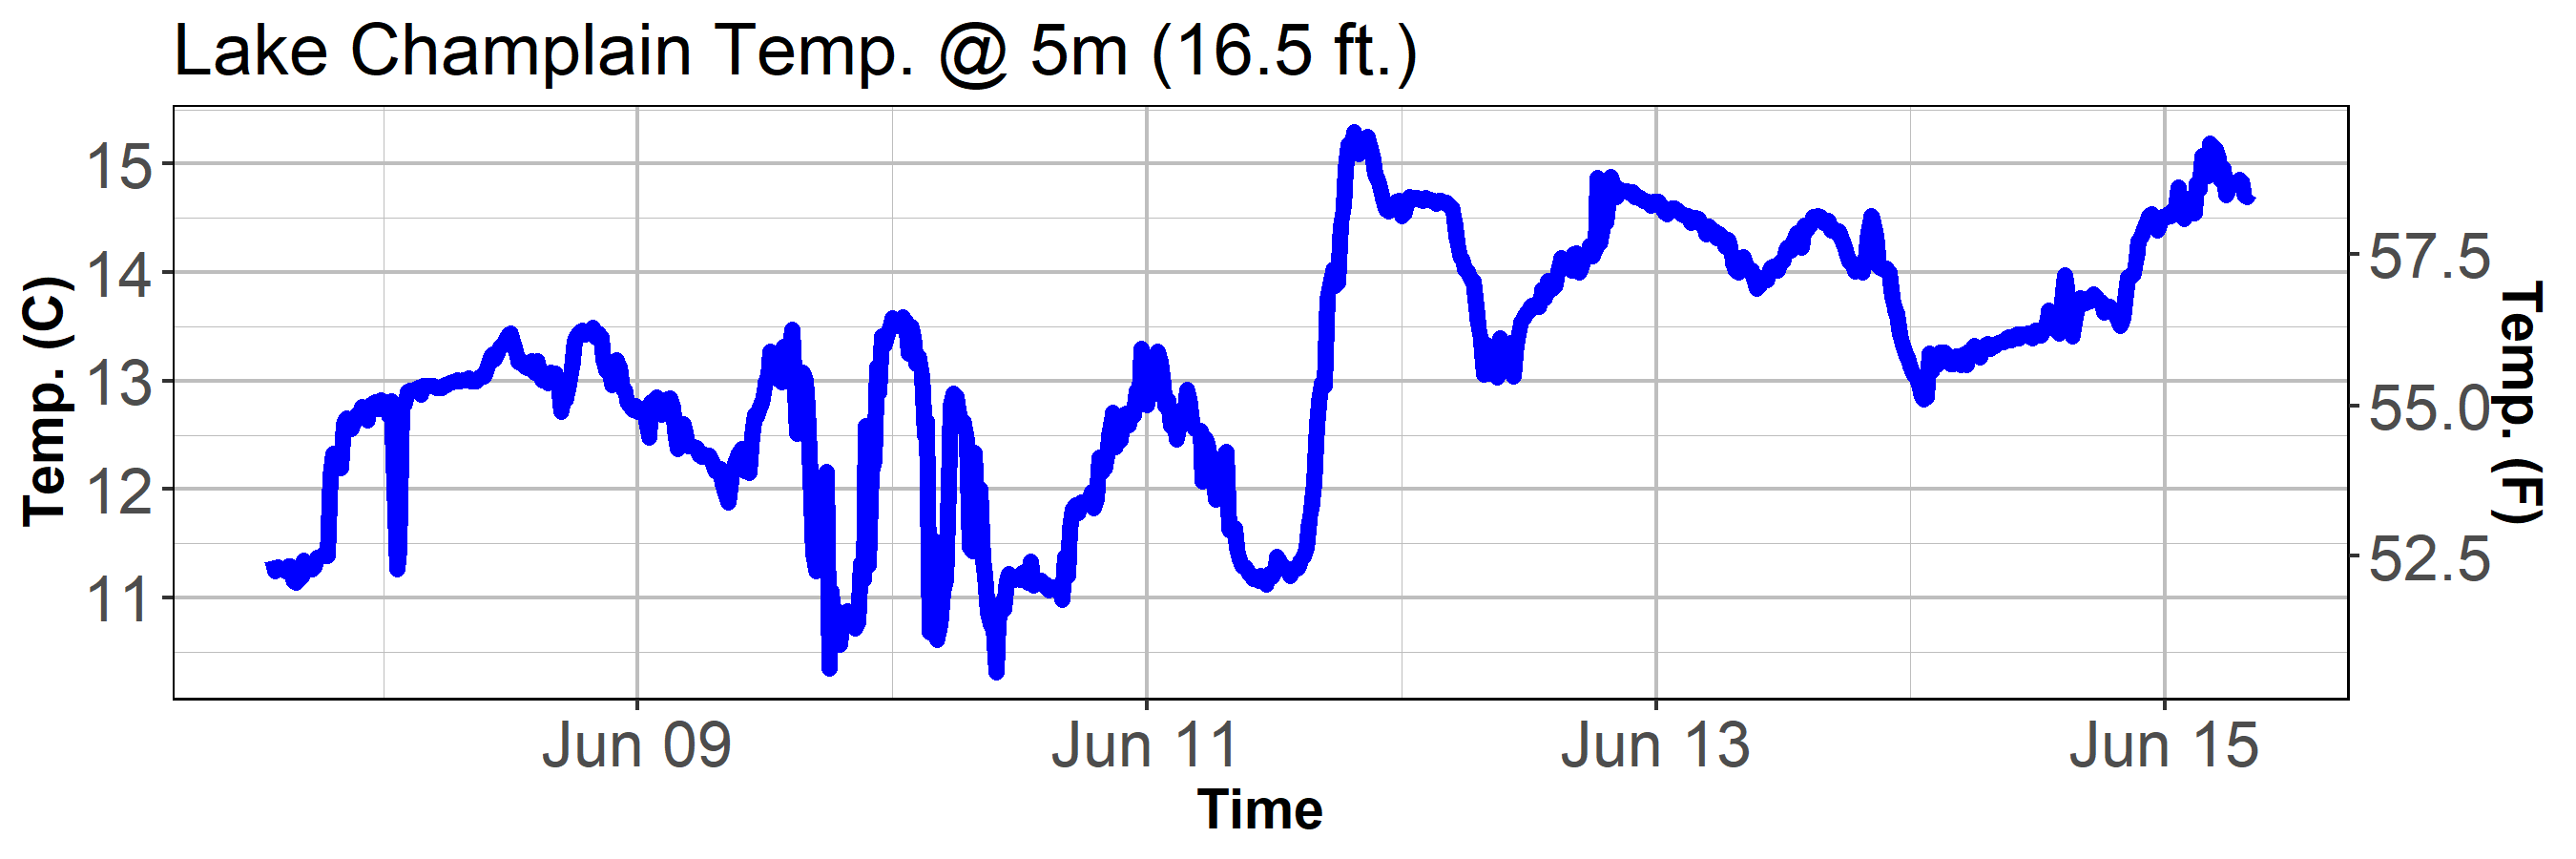 Lake Champlain Temp. @ 5m (16.5 ft.)
Temp. (C)
15
14
13
12
11
57.5
55.0
52.5
Temp. (F)
Jun 09 Jun 11 Jun 13 Jun 15
Time